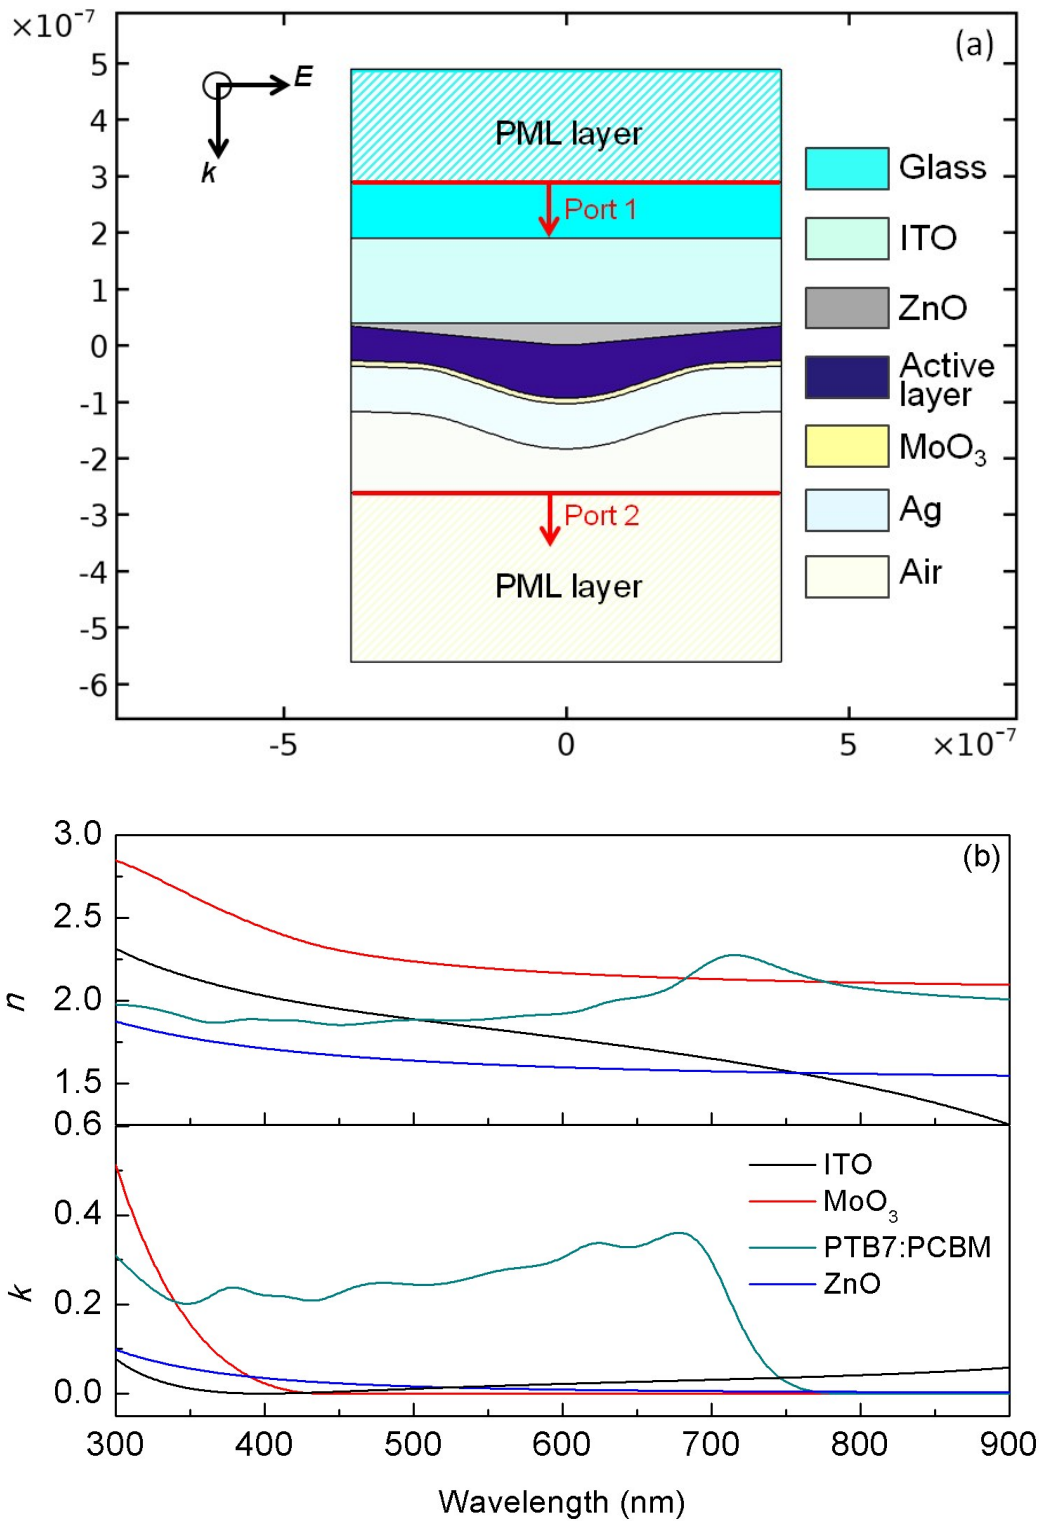 ×10⁻⁷
(a)
5
4
3
2
1
0
-1
-2
-3
-4
-5
-6
E
k
PML layer
Port 1
Port 2
PML layer
Glass
ITO
ZnO
Active
layer
MoO₃
Ag
Air
-5 0 5 ×10⁻⁷
(b)
3.0
2.5
2.0
1.5
n
0.6
0.4
0.2
0.0
k
ITO
MoO₃
PTB7:PCBM
ZnO
300 400 500 600 700 800 900
Wavelength (nm)